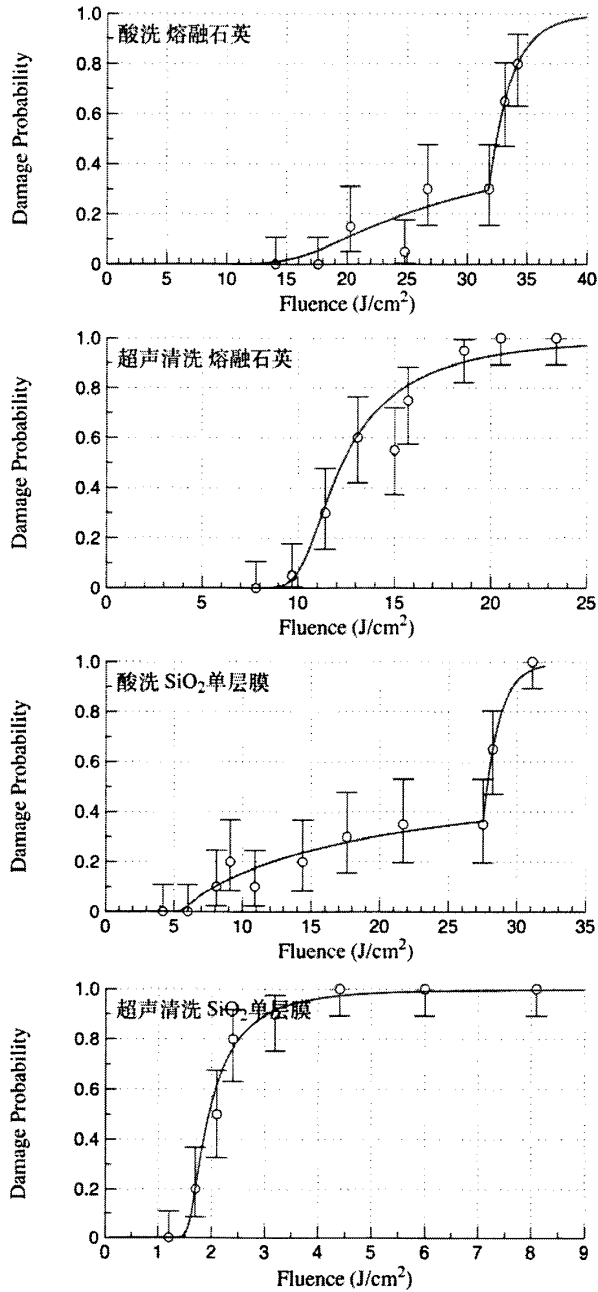 Damage Probability
1.0
0.8
0.6
0.4
0.2
0
酸洗 熔融石英
0 5 10 15 20 25 30 35 40
Fluence (J/cm²)
Damage Probability
1.0
0.8
0.6
0.4
0.2
0
超声清洗 熔融石英
0 5 10 15 20 25
Fluence (J/cm²)
Damage Probability
1.0
0.8
0.6
0.4
0.2
0
酸洗 SiO₂单层膜
0 5 10 15 20 25 30 35
Fluence (J/cm²)
Damage Probability
1.0
0.8
0.6
0.4
0.2
0
超声清洗 SiO₂单层膜
0 1 2 3 4 5 6 7 8 9
Fluence (J/cm²)